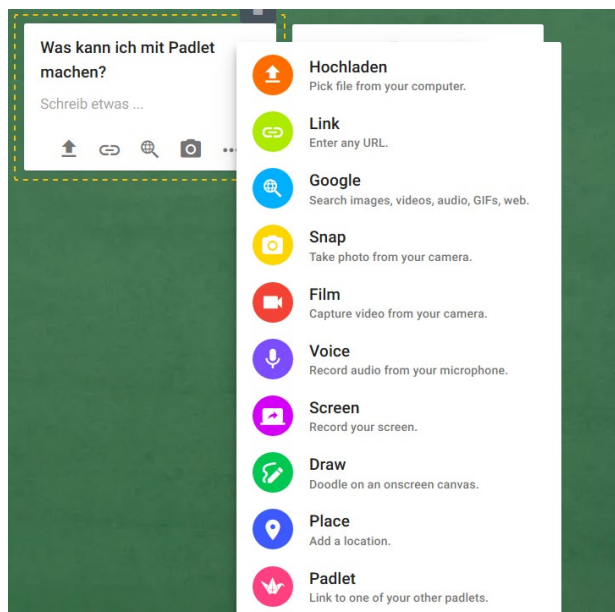 Was kann ich mit Padlet
machen?
Schreib etwas ...
Hochladen
Pick file from your computer.
Link
Enter any URL.
Google
Search images, videos, audio, GIFs, web.
Snap
Take photo from your camera.
Film
Capture video from your camera.
Voice
Record audio from your microphone.
Screen
Record your screen.
Draw
Doodle on an onscreen canvas.
Place
Add a location.
Padlet
Link to one of your other padlets.